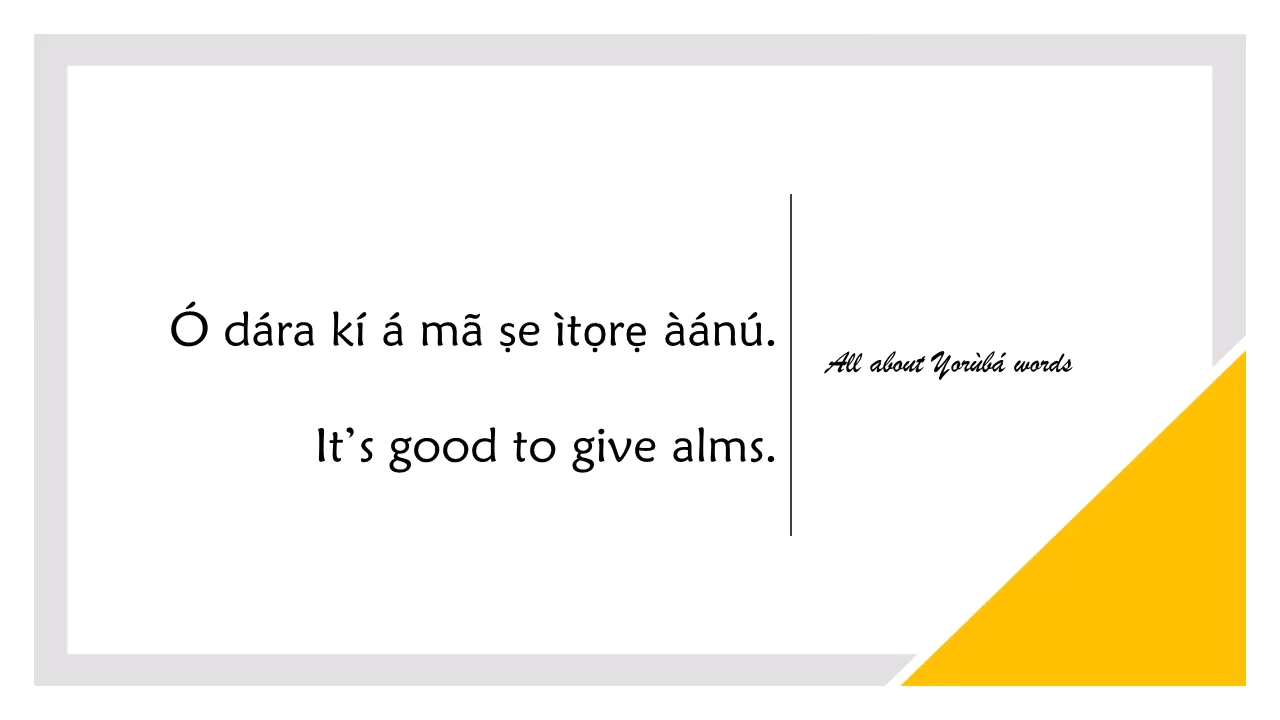 Ó dára kí á mã ṣe ìtọrẹ àánú.
It’s good to give alms.
All about Yorùbá words